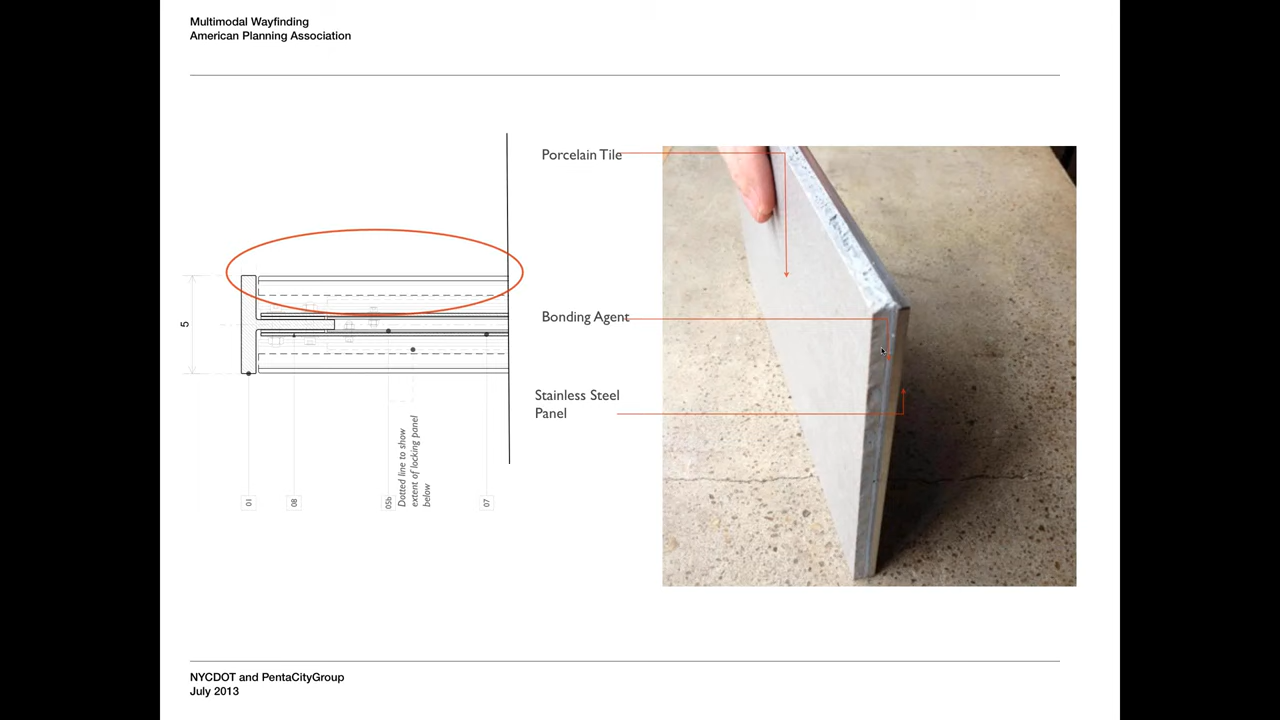 Multimodal Wayfinding
American Planning Association
Porcelain Tile
Bonding Agent
Stainless Steel
Panel
5
01
08
05b
Dotted line to show
extent of locking panel
below
07
NYCDOT and PentaCityGroup
July 2013